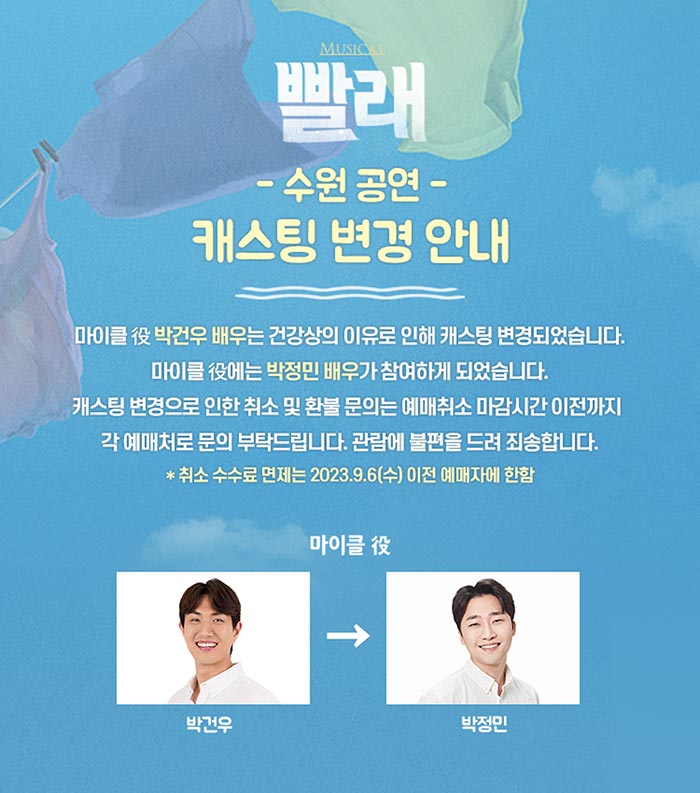 MUSICAL
빨래
- 수원 공연 -
캐스팅 변경 안내
마이클 役 박건우 배우는 건강상의 이유로 인해 캐스팅 변경되었습니다.
마이클 役에는 박정민 배우가 참여하게 되었습니다.
캐스팅 변경으로 인한 취소 및 환불 문의는 예매취소 마감시간 이전까지
각 예매처로 문의 부탁드립니다. 관람에 불편을 드려 죄송합니다.
* 취소 수수료 면제는 2023.9.6(수) 이전 예매자에 한함
마이클 役
박건우
박정민